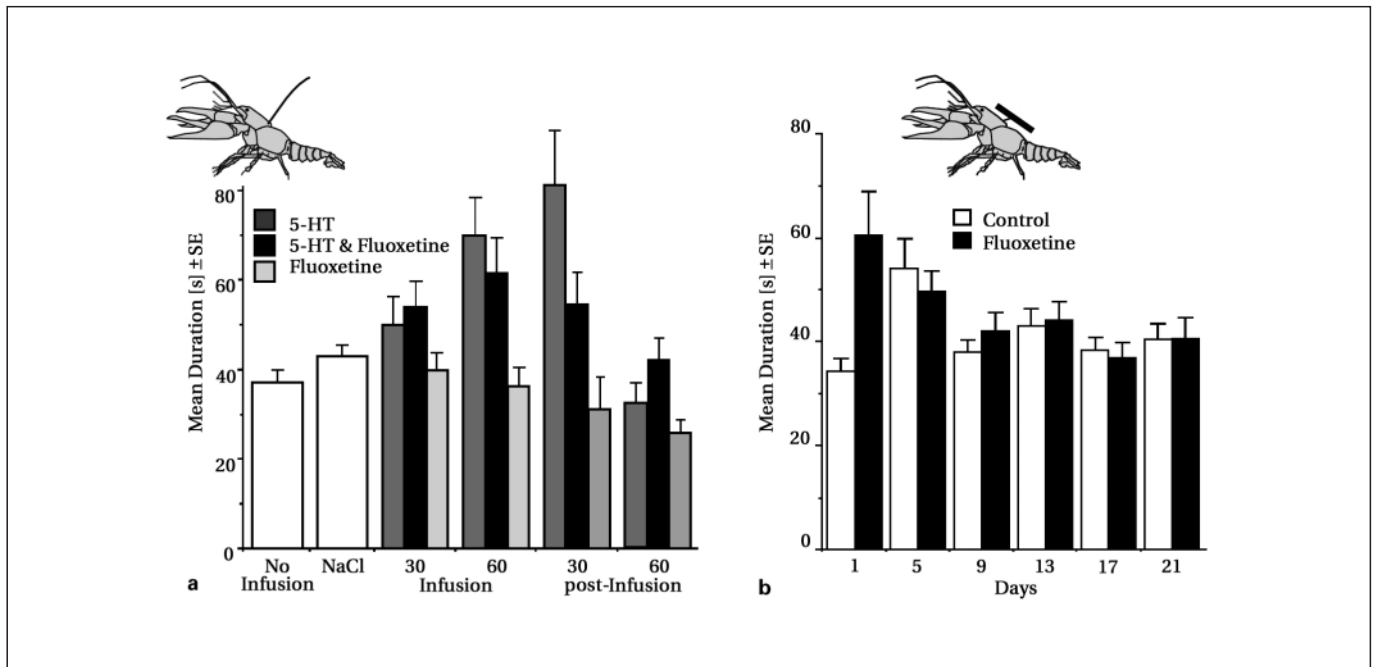 80
60
40
20
0
Mean Duration [s] ±SE
5-HT
5-HT & Fluoxetine
Fluoxetine
No
Infusion
NaCl
30
60
Infusion
30
60
post-Infusion
a
80
60
40
20
0
Mean Duration [s] ±SE
Control
Fluoxetine
1
5
9
13
17
21
Days
b